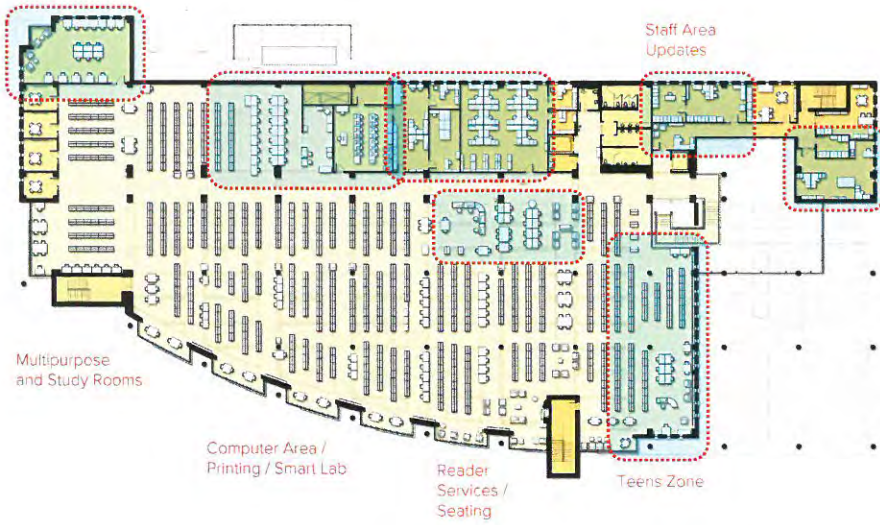 Staff Area
Updates
Multipurpose
and Study Rooms
Computer Area /
Printing / Smart Lab
Reader
Services /
Seating
Teens Zone